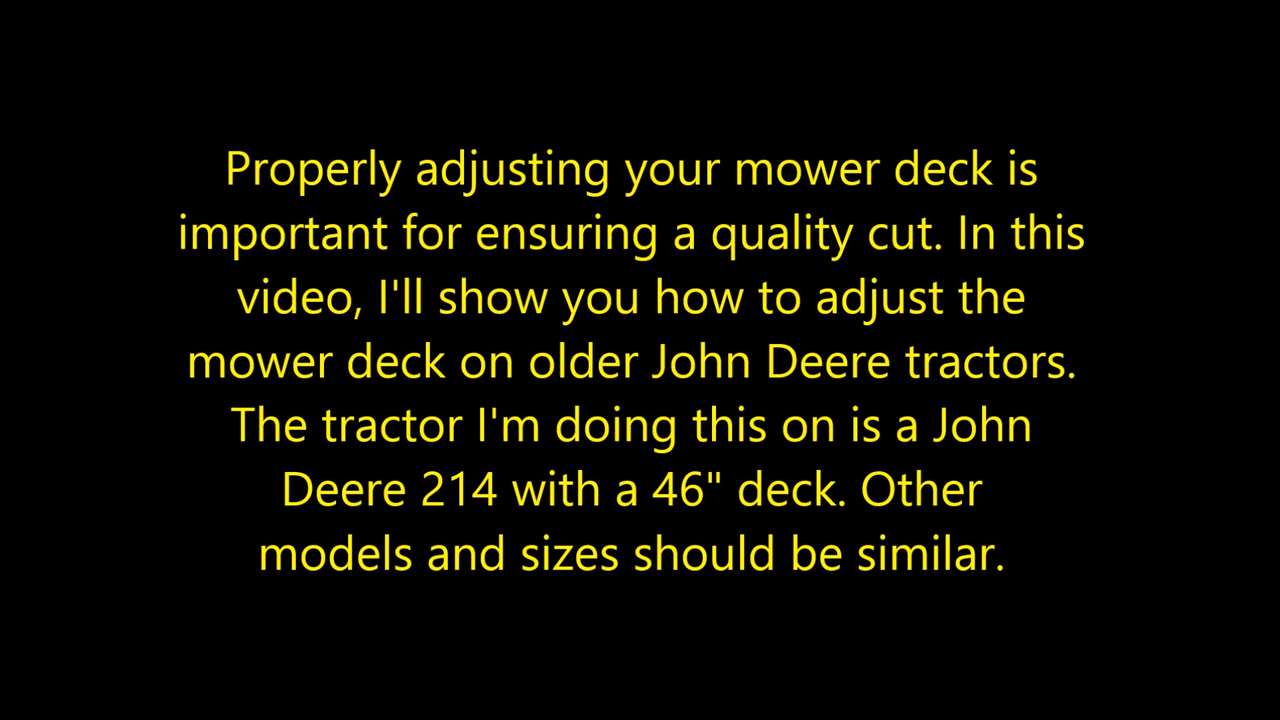 Properly adjusting your mower deck is
important for ensuring a quality cut. In this
video, I'll show you how to adjust the
mower deck on older John Deere tractors.
The tractor I'm doing this on is a John
Deere 214 with a 46" deck. Other
models and sizes should be similar.